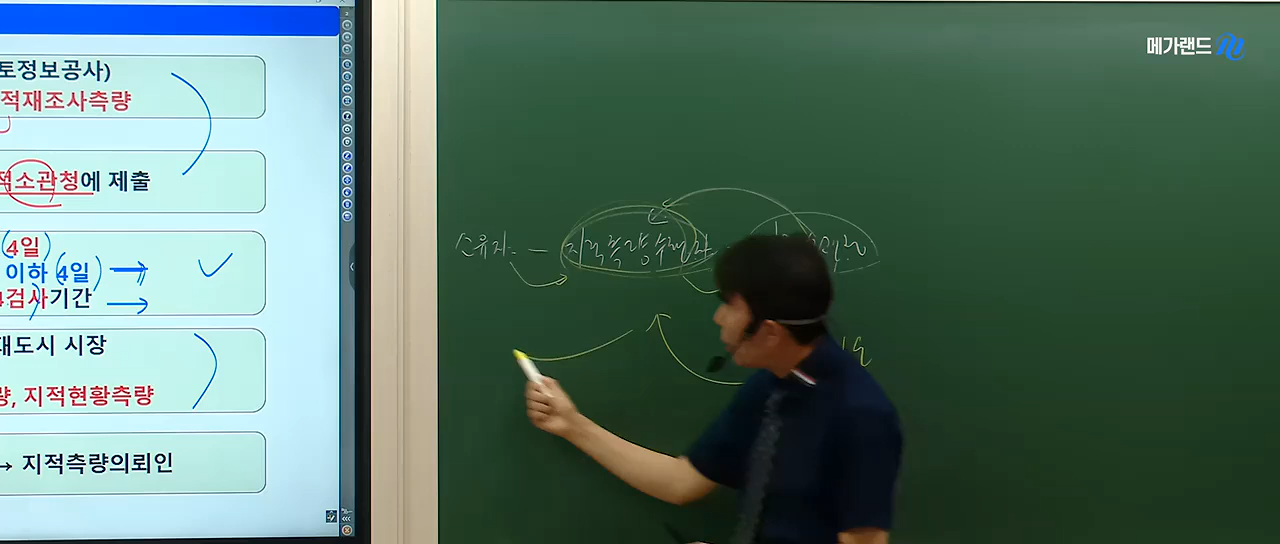 토정보공사)
적재조사측량
적소관청에 제출
(4일)
이하 (4일)
검사기간
대도시 시장
량, 지적현황측량
→ 지적측량의뢰인
메가랜드
소유자 — 지적측량수행자